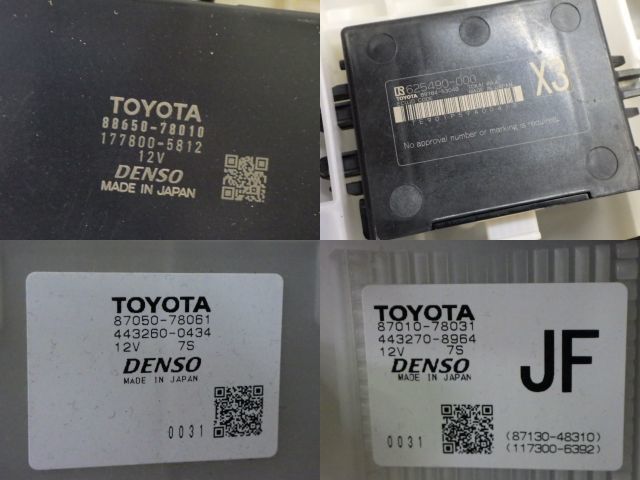 TOYOTA
88650-78010
177800-5812
12V
DENSO
MADE IN JAPAN
625490-000
TOYOTA
X3
No approval number or marking is required.
TOYOTA
87050-78061
443260-0434
12V 7S
DENSO
MADE IN JAPAN
0031
TOYOTA
87010-78031
443270-8964
12V 7S
DENSO
MADE IN JAPAN
JF
0031
(87130-48310)
(117300-6392)